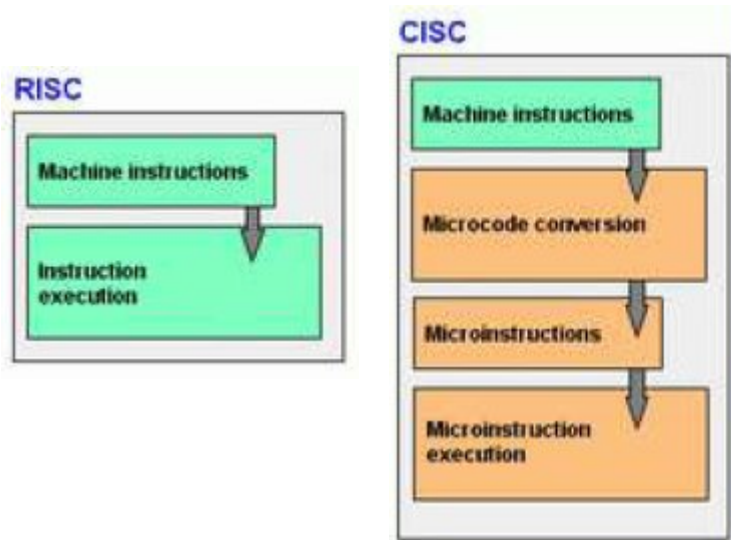 RISC
Machine instructions
Instruction
execution
CISC
Machine instructions
Microcode conversion
Microinstructions
Microinstruction
execution